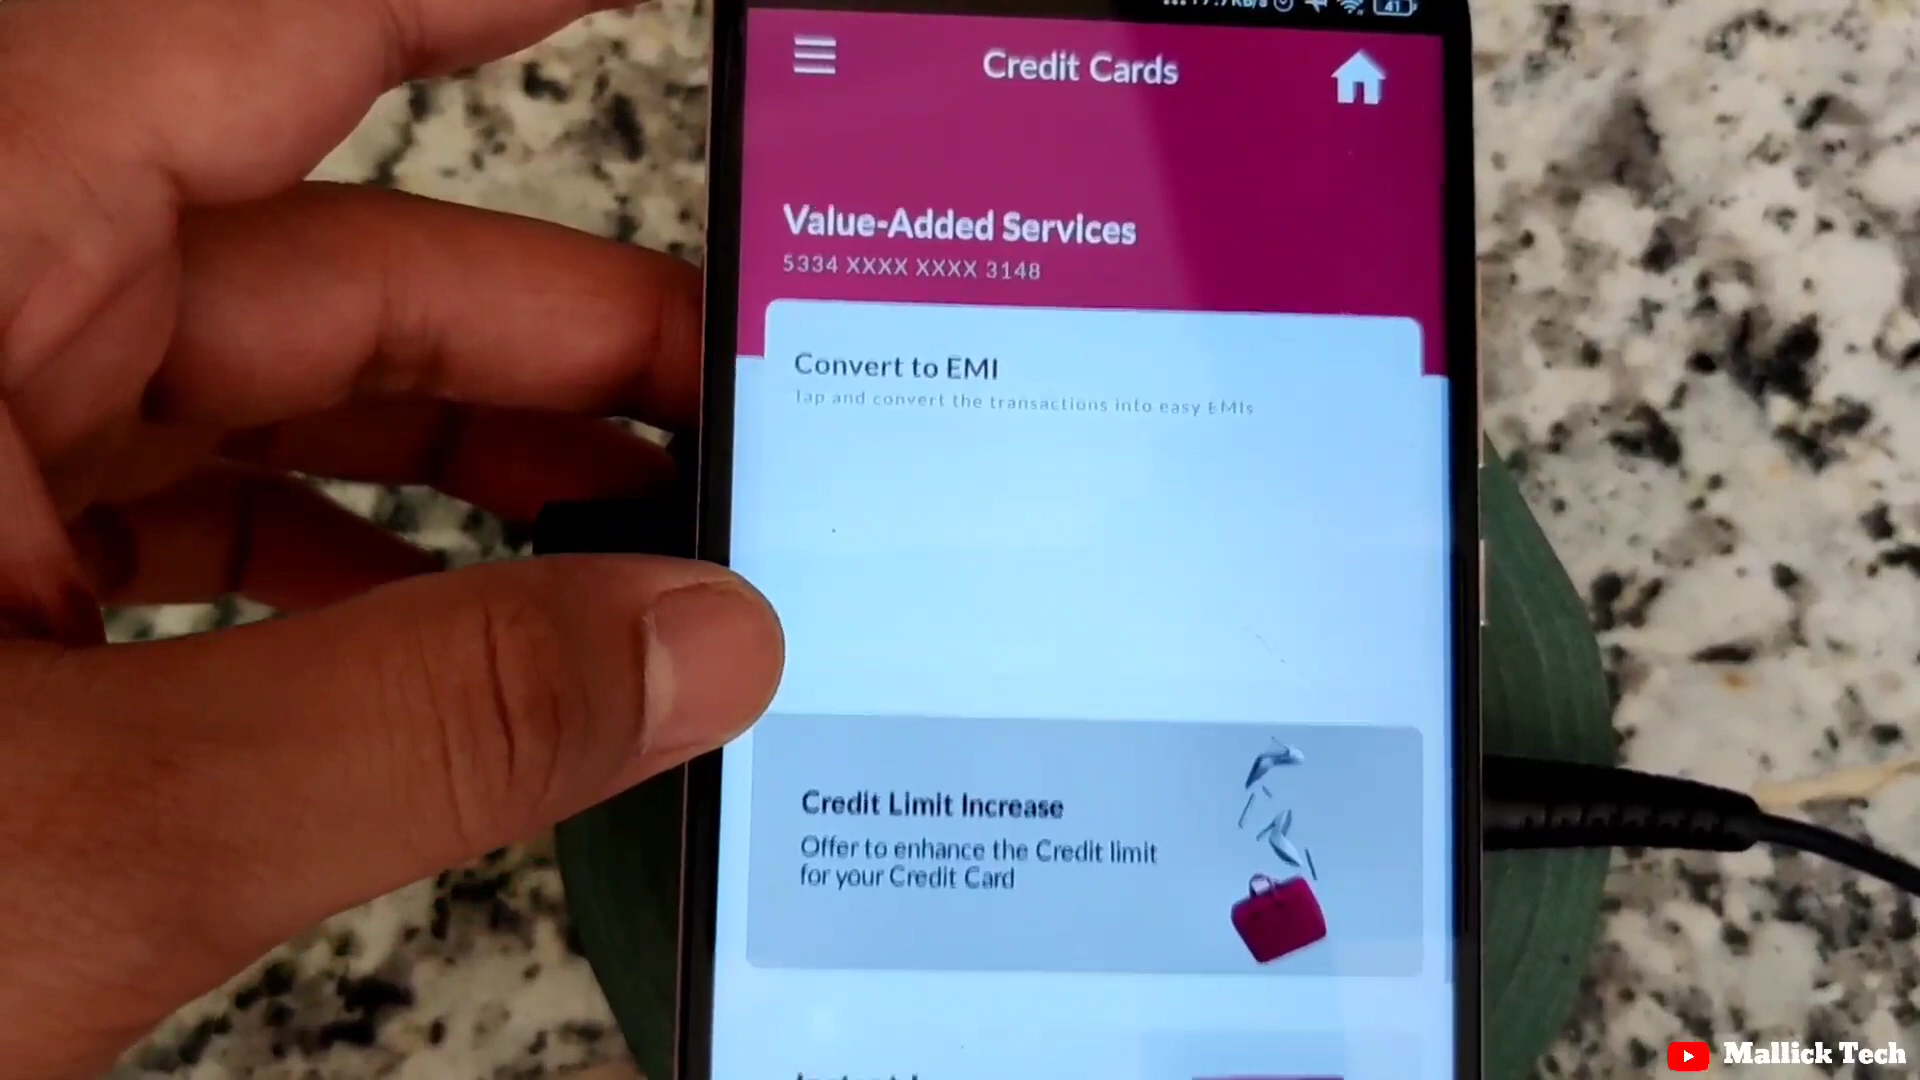 41
Credit Cards
Value-Added Services
5334 XXXX XXXX 3148
Convert to EMI
Tap and convert the transactions into easy EMIs
Credit Limit Increase
Offer to enhance the Credit limit
for your Credit Card
Mallick Tech